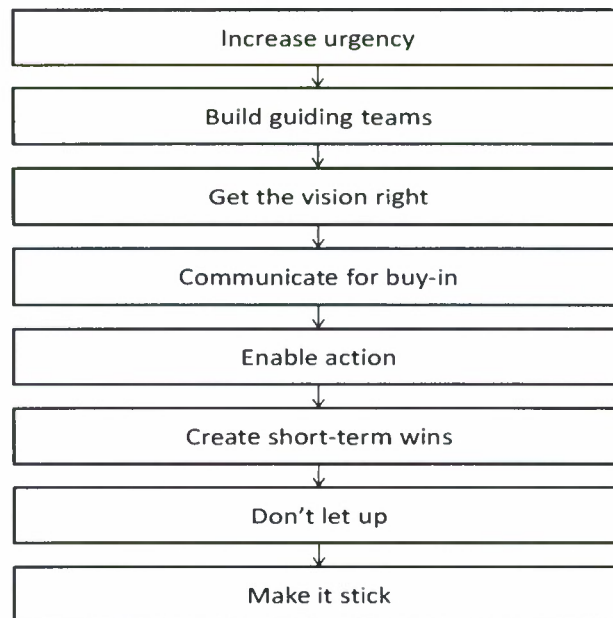 Increase urgency
Build guiding teams
Get the vision right
Communicate for buy-in
Enable action
Create short-term wins
Don’t let up
Make it stick